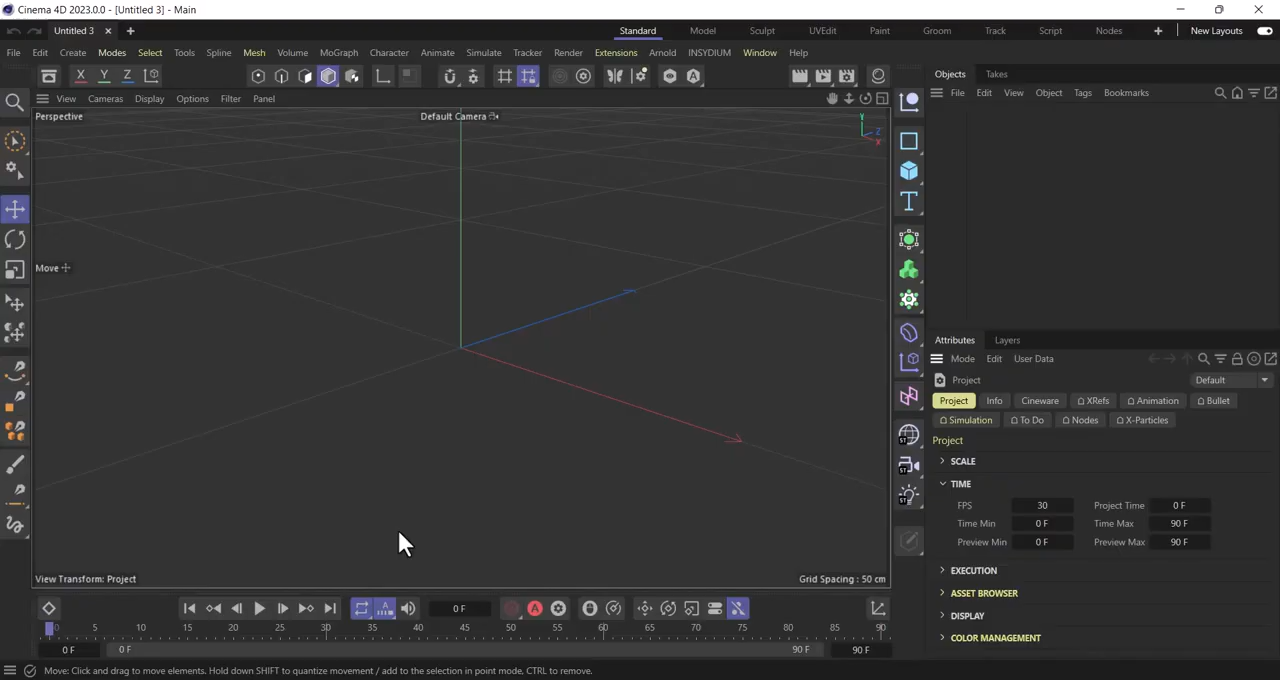 Cinema 4D 2023.0.0 - [Untitled 3] - Main
Untitled 3
Standard Model Sculpt UVEdit Paint Groom Track Script Nodes New Layouts
File Edit Create Modes Select Tools Spline Mesh Volume MoGraph Character Animate Simulate Tracker Render Extensions Arnold INSYDIUM Window Help
X Y Z
Objects Takes
View Cameras Display Options Filter Panel
File Edit View Object Tags Bookmarks
Perspective
Default Camera
Y
Z
X
Move
View Transform: Project
Grid Spacing : 50 cm
ST
ST
ST
Attributes Layers
Mode Edit User Data
Project
Default
Project Info Cineware XRefs Animation Bullet
Simulation To Do Nodes X-Particles
Project
SCALE
TIME
FPS 30 Project Time 0 F
Time Min 0 F Time Max 90 F
Preview Min 0 F Preview Max 90 F
EXECUTION
ASSET BROWSER
DISPLAY
COLOR MANAGEMENT
0 F
0 5 10 15 20 25 30 35 40 45 50 55 60 65 70 75 80 85 90
0 F 0 F 90 F 90 F
Move: Click and drag to move elements. Hold down SHIFT to quantize movement / add to the selection in point mode, CTRL to remove.